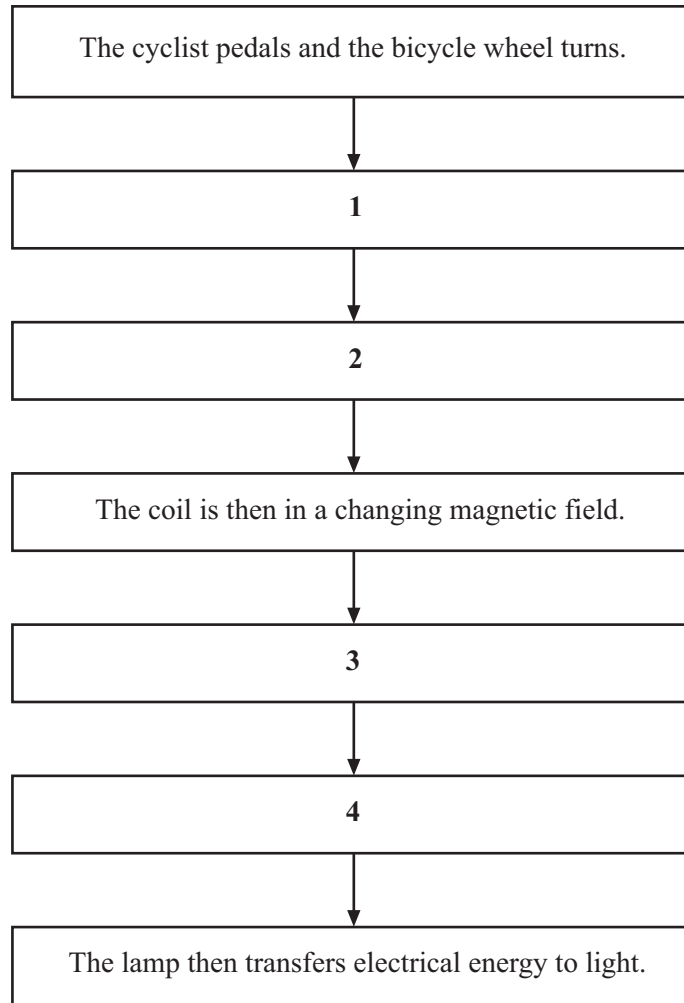 The cyclist pedals and the bicycle wheel turns.
1
2
The coil is then in a changing magnetic field.
3
4
The lamp then transfers electrical energy to light.